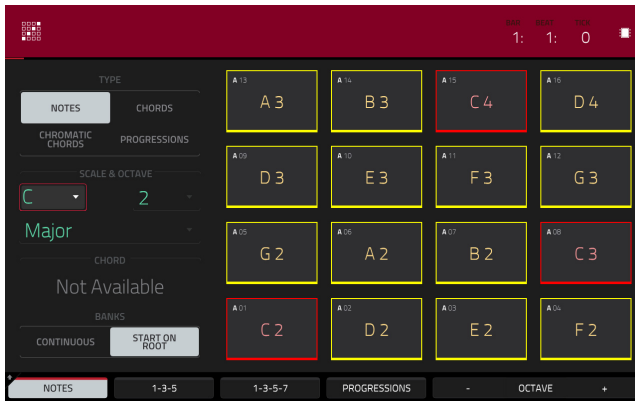 BAR BEAT TICK
1: 1: 0
TYPE
NOTES CHORDS
CHROMATIC CHORDS PROGRESSIONS
SCALE & OCTAVE
C 2
Major
CHORD
Not Available
BANKS
CONTINUOUS START ON ROOT
A 13 A 14 A 15 A 16
A 3 B 3 C 4 D 4
A 09 A 10 A 11 A 12
D 3 E 3 F 3 G 3
A 05 A 06 A 07 A 08
G 2 A 2 B 2 C 3
A 01 A 02 A 03 A 04
C 2 D 2 E 2 F 2
NOTES 1-3-5 1-3-5-7 PROGRESSIONS - OCTAVE +